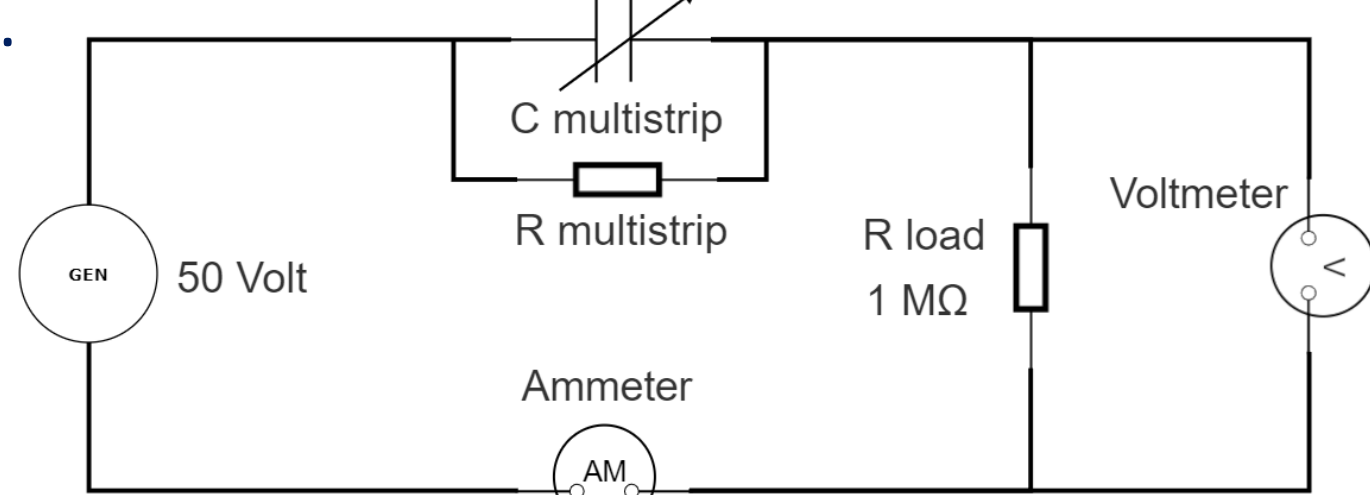 C multistrip
R multistrip
GEN
50 Volt
R load
1 MΩ
Voltmeter
V
Ammeter
AM